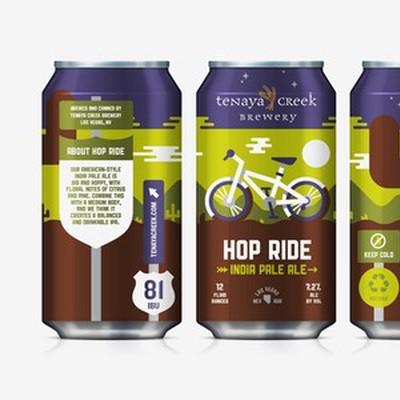 BREWED AND CANNED BY
TENAYA CREEK BREWERY
LAS VEGAS, NV
ABOUT HOP RIDE
OUR AMERICAN-STYLE
INDIA PALE ALE IS
BIG AND HOPPY, WITH
FLORAL NOTES OF CITRUS
AND PINE. COMBINE THIS
WITH A MEDIUM BODY,
AND WE THINK IT
CREATES A BALANCED
AND DRINKABLE IPA.
TENAYACREEK.COM
81
IBU
tenaya creek
BREWERY
HOP RIDE
INDIA PALE ALE
12
FLUID
OUNCES
LAS VEGAS
7.2%
ALC
BY VOL
KEEP COLD